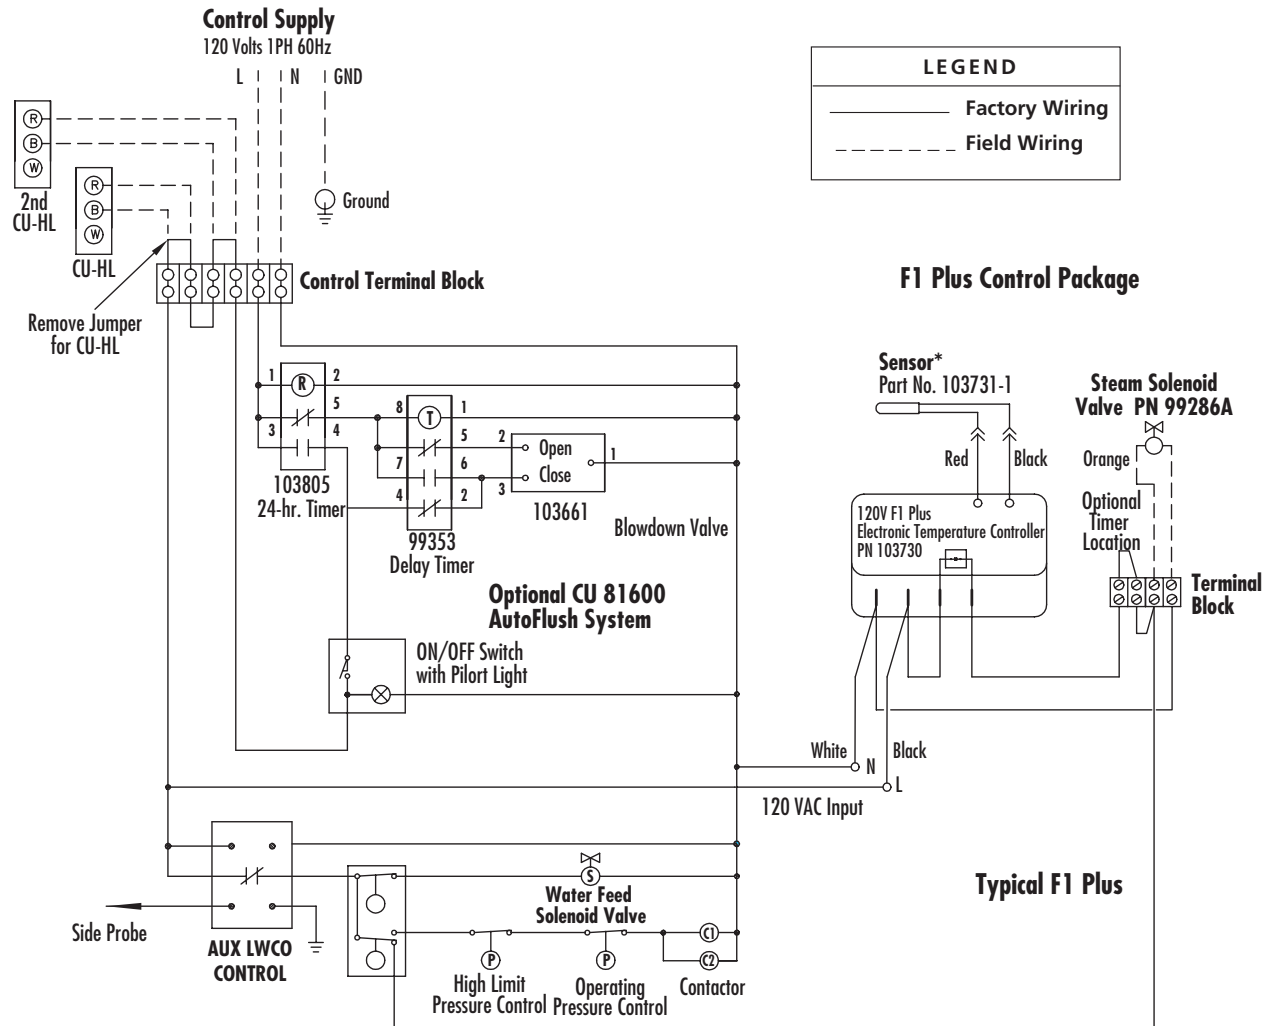 Control Supply
120 Volts 1PH 60Hz
L
N
GND
LEGEND
Factory Wiring
Field Wiring
R
B
W
2nd
CU-HL
R
B
W
CU-HL
Ground
Control Terminal Block
Remove Jumper
for CU-HL
F1 Plus Control Package
1
R
2
5
3
4
103805
24-hr. Timer
8
T
1
5
7
6
4
2
99353
Delay Timer
2
Open
Close
1
3
103661
Blowdown Valve
Optional CU 81600
AutoFlush System
ON/OFF Switch
with Pilort Light
Sensor*
Part No. 103731-1
Red
Black
Steam Solenoid
Valve PN 99286A
Orange
Optional
Timer
Location
120V F1 Plus
Electronic Temperature Controller
PN 103730
Terminal
Block
White
N
Black
L
120 VAC Input
Typical F1 Plus
Side Probe
AUX LWCO
CONTROL
S
Water Feed
Solenoid Valve
P
High Limit
Pressure Control
P
Operating
Pressure Control
C1
C2
Contactor